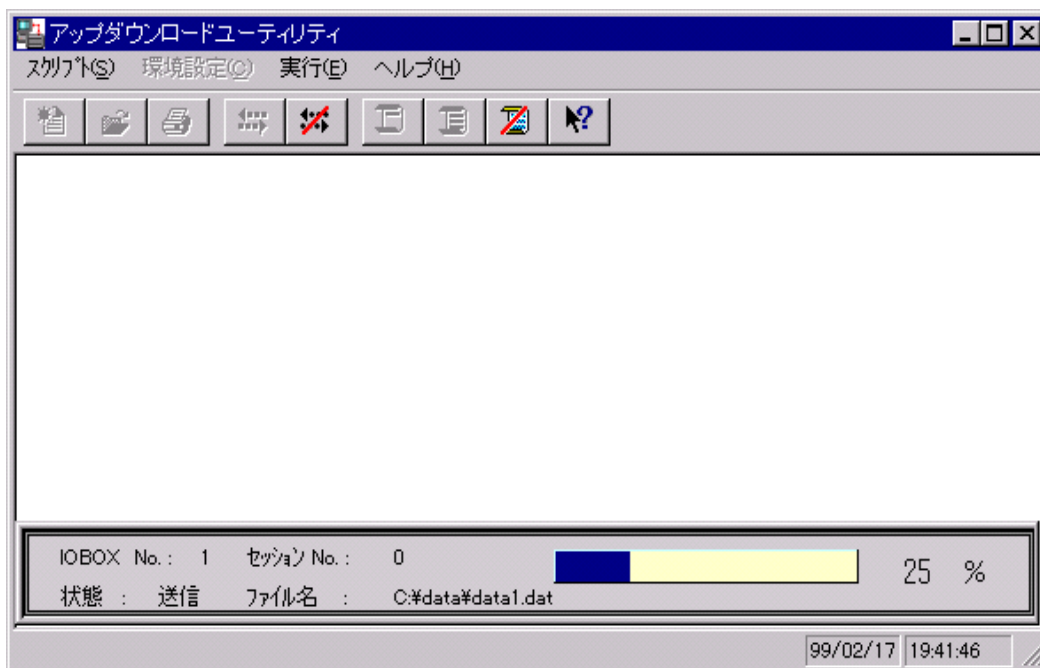 アップダウンロードユーティリティ
ｽｸﾘﾌﾟﾄ(S) 環境設定(C) 実行(E) ヘルプ(H)
IOBOX No.: 1 ｾｯｼｮﾝ No.: 0
25 %
状態 : 送信 ﾌｧｲﾙ名 : C:¥data¥data1.dat
99/02/17 19:41:46